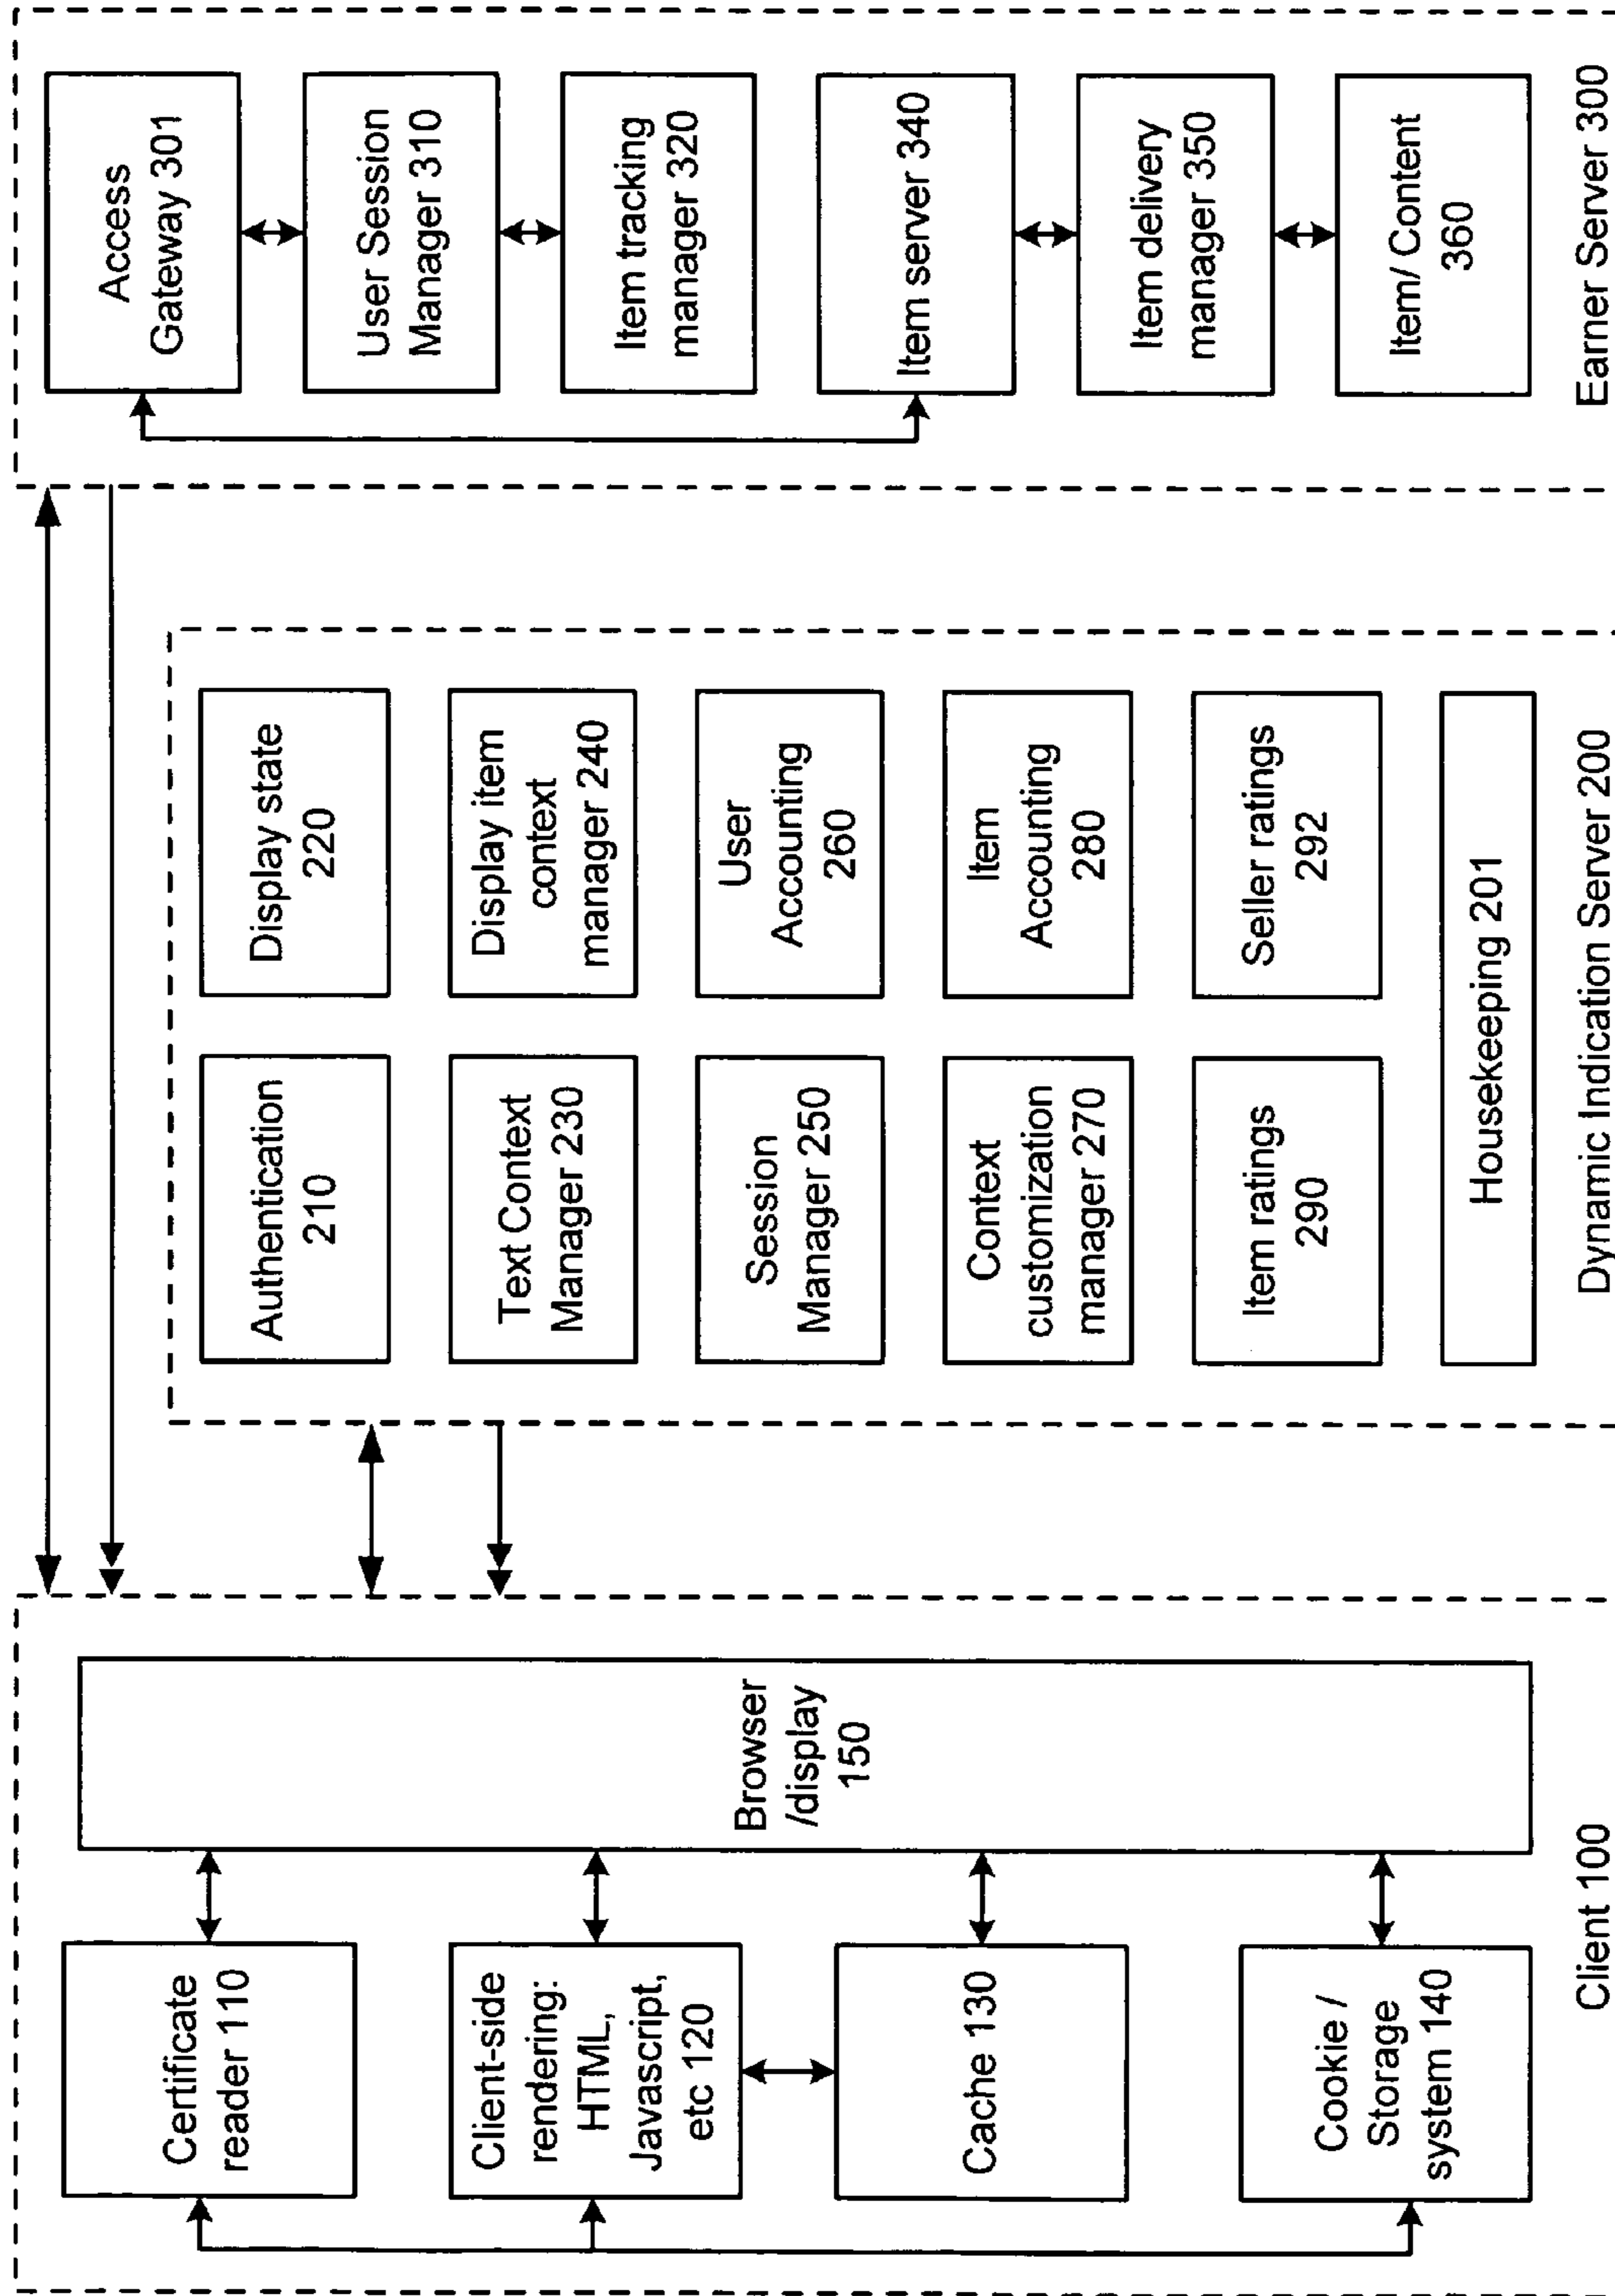 Certificate
reader 110
Client-side
rendering:
HTML,
Javascript,
etc 120
Cache 130
Cookie /
Storage
system 140
Browser
/display
150
Client 100
Authentication
210
Display state
220
Text Context
Manager 230
Display item
context
manager 240
Session
Manager 250
User
Accounting
260
Context
customization
manager 270
Item
Accounting
280
Item ratings
290
Seller ratings
292
Housekeeping 201
Dynamic Indication Server 200
Access
Gateway 301
User Session
Manager 310
Item tracking
manager 320
Item server 340
Item delivery
manager 350
Item/ Content
360
Earner Server 300